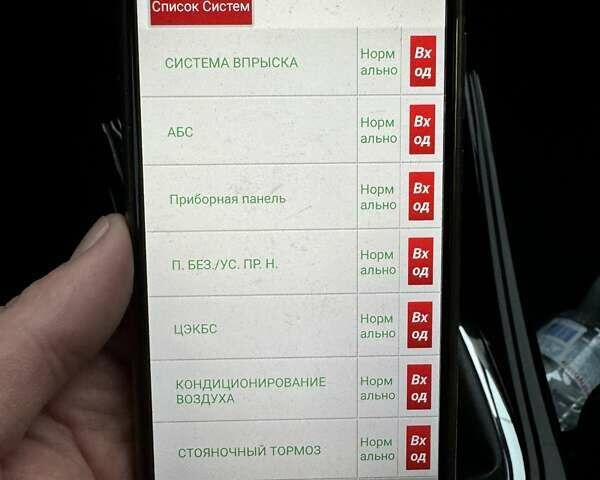 Список Систем
СИСТЕМА ВПРЫСКА
Норм
ально
Вх
од
АБС
Норм
ально
Вх
од
Приборная панель
Норм
ально
Вх
од
П. БЕЗ./УС. ПР. Н.
Норм
ально
Вх
од
ЦЭКБС
Норм
ально
Вх
од
КОНДИЦИОНИРОВАНИЕ
ВОЗДУХА
Норм
ально
Вх
од
СТОЯНОЧНЫЙ ТОРМОЗ
Норм
ально
Вх
од